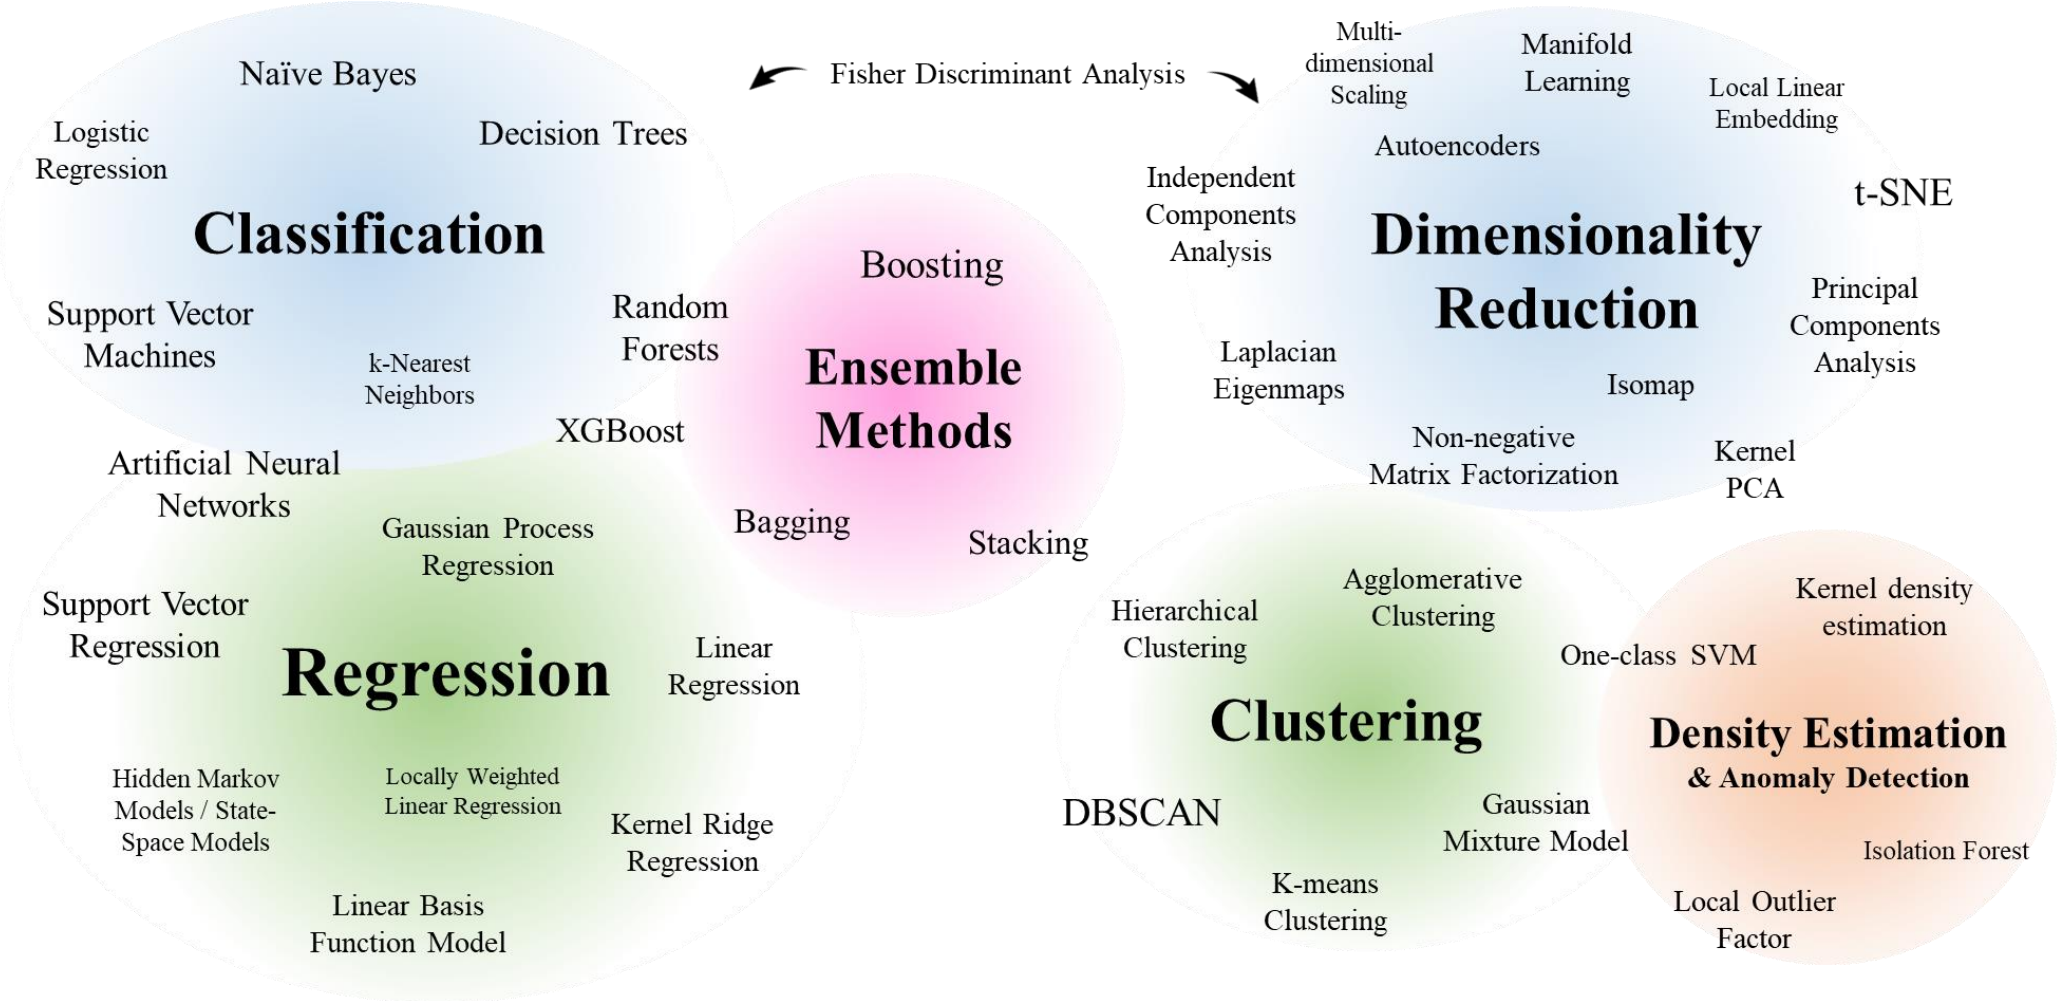 Naïve Bayes
Logistic
Regression
Decision Trees
Classification
Support Vector
Machines
k-Nearest
Neighbors
Random
Forests
XGBoost
Artificial Neural
Networks
Fisher Discriminant Analysis
Boosting
Ensemble
Methods
Bagging
Stacking
Gaussian Process
Regression
Support Vector
Regression
Regression
Linear
Regression
Hidden Markov
Models / State-
Space Models
Locally Weighted
Linear Regression
Kernel Ridge
Regression
Linear Basis
Function Model
Multi-
dimensional
Scaling
Manifold
Learning
Local Linear
Embedding
Autoencoders
Independent
Components
Analysis
t-SNE
Dimensionality
Reduction
Principal
Components
Analysis
Laplacian
Eigenmaps
Isomap
Non-negative
Matrix Factorization
Kernel
PCA
Agglomerative
Clustering
Hierarchical
Clustering
Clustering
DBSCAN
Gaussian
Mixture Model
K-means
Clustering
Kernel density
estimation
One-class SVM
Density Estimation
& Anomaly Detection
Isolation Forest
Local Outlier
Factor